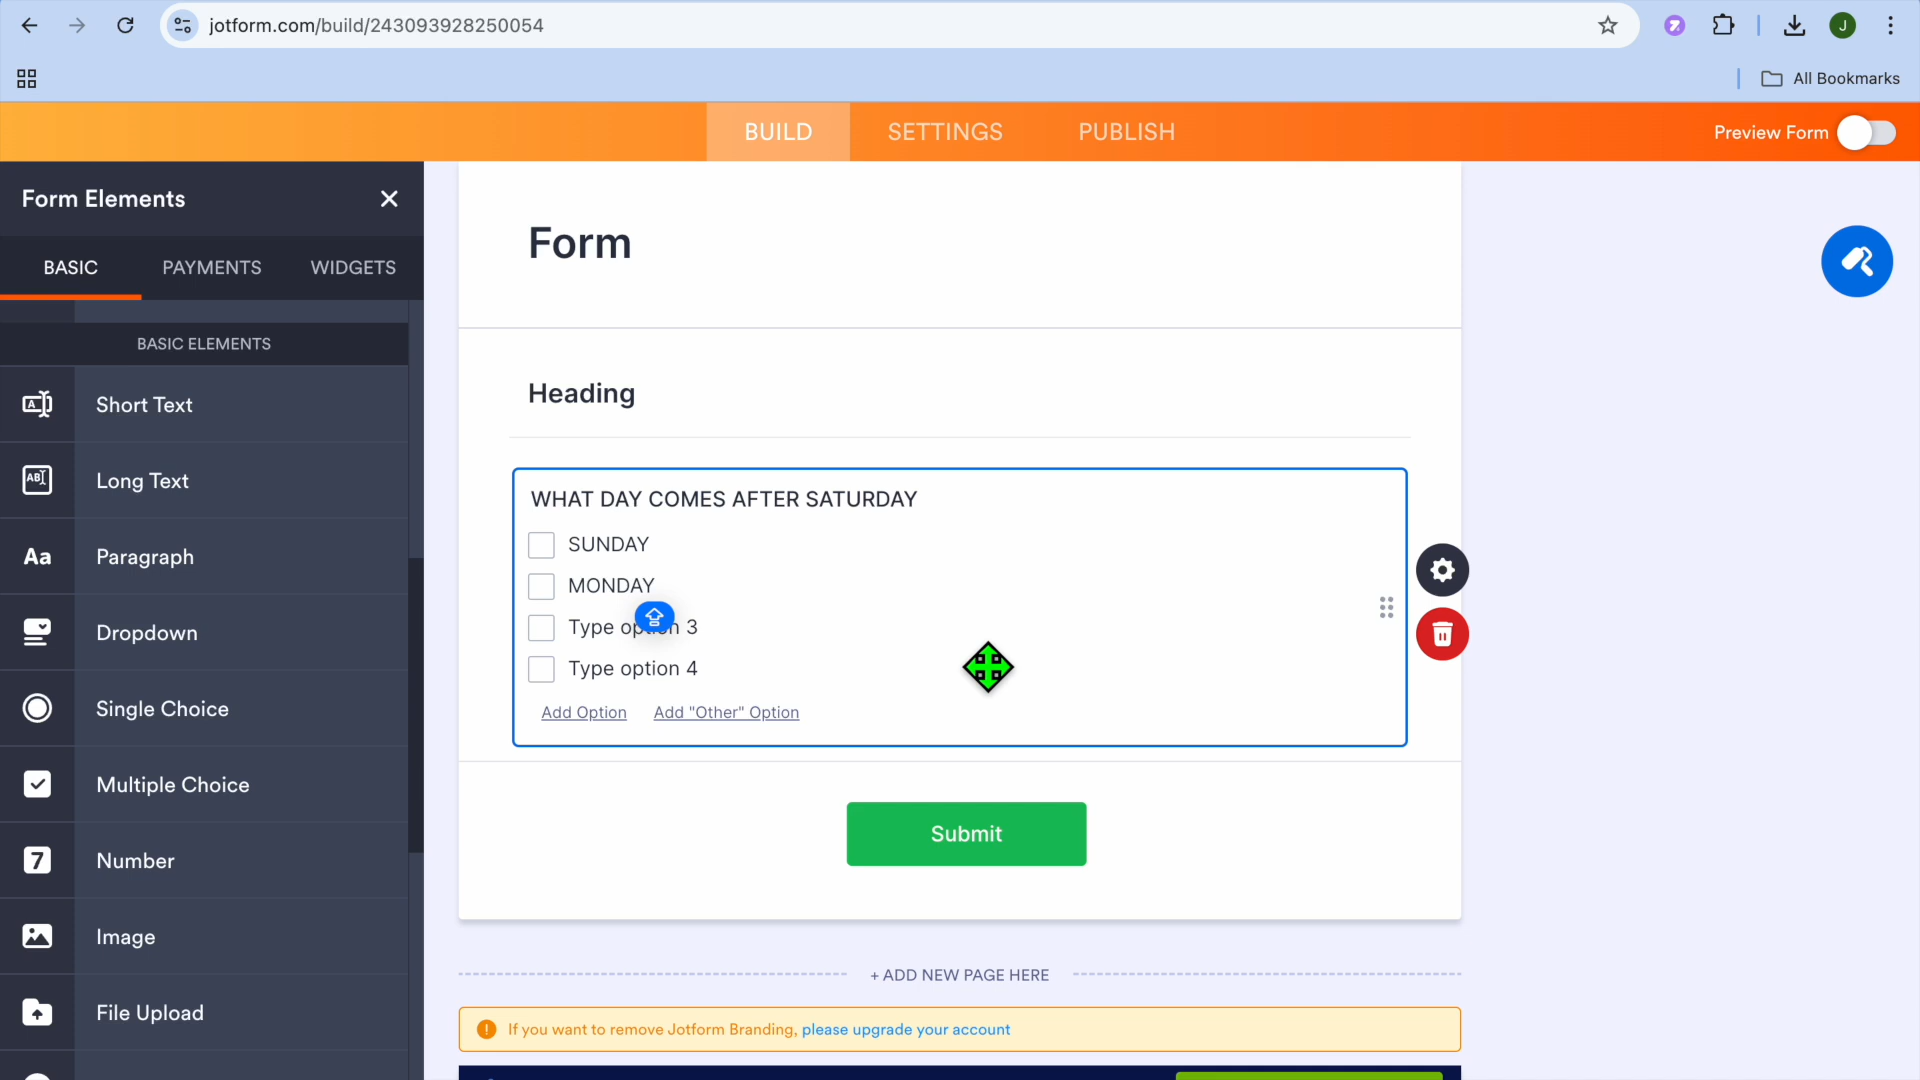 jotform.com/build/243093928250054
J
All Bookmarks
BUILD
SETTINGS
PUBLISH
Preview Form
Form Elements
BASIC
PAYMENTS
WIDGETS
BASIC ELEMENTS
Short Text
Long Text
Paragraph
Dropdown
Single Choice
Multiple Choice
Number
Image
File Upload
Form
Heading
WHAT DAY COMES AFTER SATURDAY
SUNDAY
MONDAY
Type option 3
Type option 4
Add Option
Add "Other" Option
Submit
+ ADD NEW PAGE HERE
If you want to remove Jotform Branding, please upgrade your account